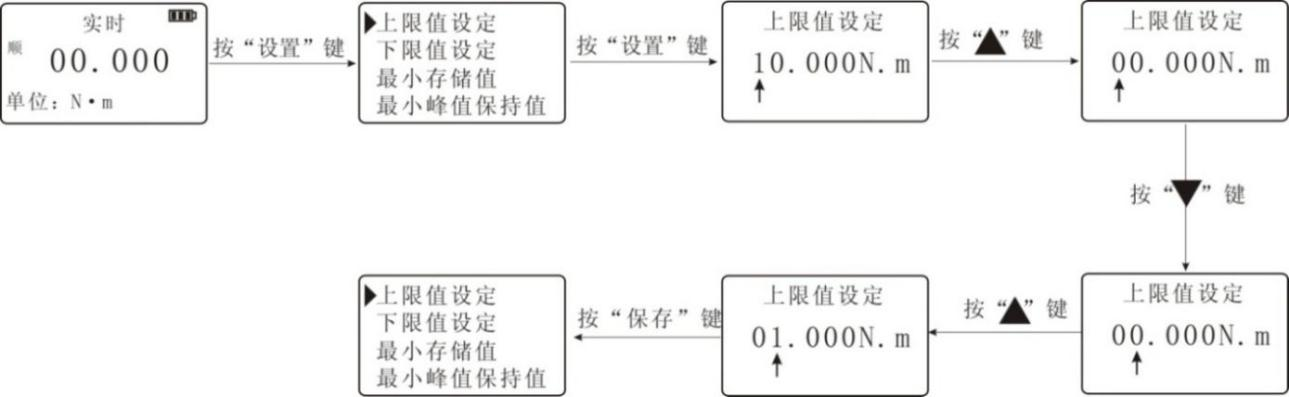 实时
顺
00.000
单位：N·m
按“设置”键
▶上限值设定
下限值设定
最小存储值
最小峰值保持值
按“设置”键
上限值设定
10.000N.m
按“▲”键
上限值设定
00.000N.m
按“▼”键
上限值设定
00.000N.m
按“▲”键
上限值设定
01.000N.m
按“保存”键
▶上限值设定
下限值设定
最小存储值
最小峰值保持值